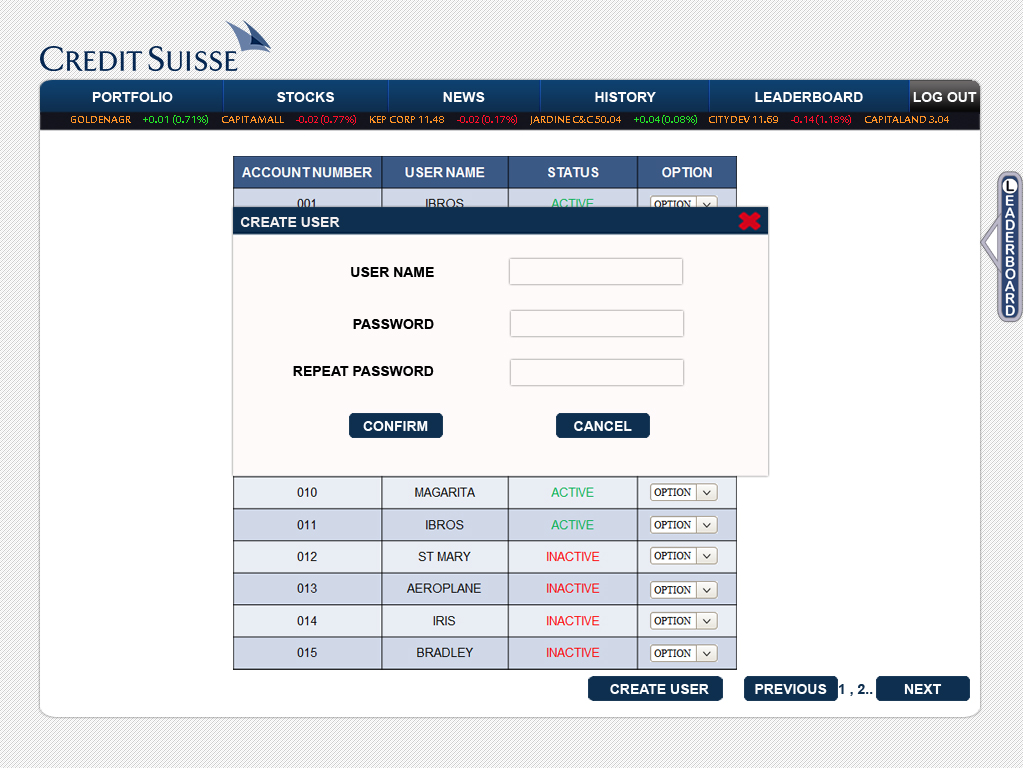 CREDIT SUISSE
PORTFOLIO STOCKS NEWS HISTORY LEADERBOARD LOG OUT
GOLDENAGR +0.01 (0.71%) CAPITAMALL -0.02(0.77%) KEP CORP 11.48 -0.02(0.17%) JARDINE C&C 50.04 +0.04(0.08%) CITYDEV 11.69 -0.14(1.18%) CAPITALAND 3.04
ACCOUNT NUMBER USER NAME STATUS OPTION
001 IBROS ACTIVE OPTION
CREATE USER
USER NAME
PASSWORD
REPEAT PASSWORD
CONFIRM CANCEL
010 MAGARITA ACTIVE OPTION
011 IBROS ACTIVE OPTION
012 ST MARY INACTIVE OPTION
013 AEROPLANE INACTIVE OPTION
014 IRIS INACTIVE OPTION
015 BRADLEY INACTIVE OPTION
CREATE USER PREVIOUS 1 , 2.. NEXT
LEADERBOARD